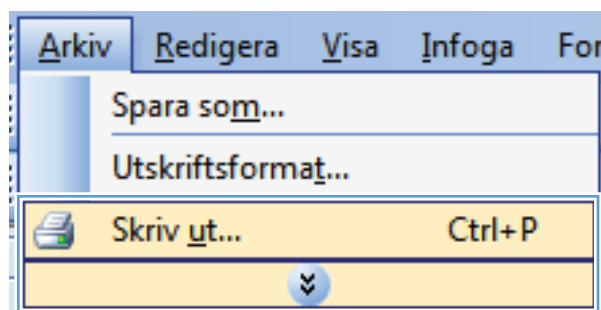 Arkiv Redigera Visa Infoga For
Spara som...
Utskriftsformat...
Skriv ut... Ctrl+P